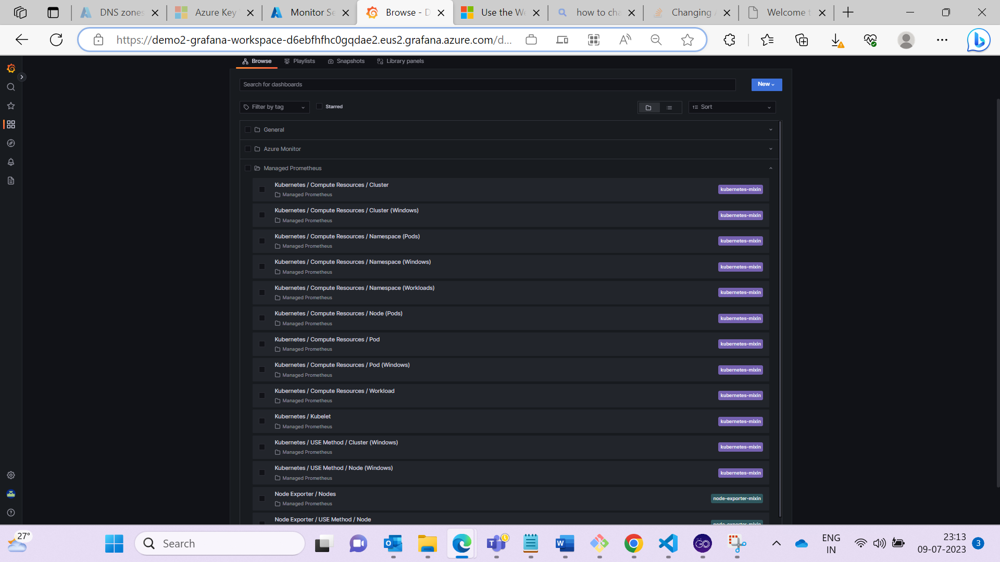 DNS zones
Azure Key
Monitor Se
Browse - D
Use the We
how to cha
Changing
Welcome t
https://demo2-grafana-workspace-d6ebfhfhc0gqdae2.eus2.grafana.azure.com/d...
Browse
Playlists
Snapshots
Library panels
Search for dashboards
New
Filter by tag
Starred
Sort
General
Azure Monitor
Managed Prometheus
Kubernetes / Compute Resources / Cluster
Managed Prometheus
kubernetes-mixin
Kubernetes / Compute Resources / Cluster (Windows)
Managed Prometheus
kubernetes-mixin
Kubernetes / Compute Resources / Namespace (Pods)
Managed Prometheus
kubernetes-mixin
Kubernetes / Compute Resources / Namespace (Windows)
Managed Prometheus
kubernetes-mixin
Kubernetes / Compute Resources / Namespace (Workloads)
Managed Prometheus
kubernetes-mixin
Kubernetes / Compute Resources / Node (Pods)
Managed Prometheus
kubernetes-mixin
Kubernetes / Compute Resources / Pod
Managed Prometheus
kubernetes-mixin
Kubernetes / Compute Resources / Pod (Windows)
Managed Prometheus
kubernetes-mixin
Kubernetes / Compute Resources / Workload
Managed Prometheus
kubernetes-mixin
Kubernetes / Kubelet
Managed Prometheus
kubernetes-mixin
Kubernetes / USE Method / Cluster (Windows)
Managed Prometheus
kubernetes-mixin
Kubernetes / USE Method / Node (Windows)
Managed Prometheus
kubernetes-mixin
Node Exporter / Nodes
Managed Prometheus
node-exporter-mixin
Node Exporter / USE Method / Node
node-exporter-mixin
27°
Search
ENG
IN
23:13
09-07-2023
3